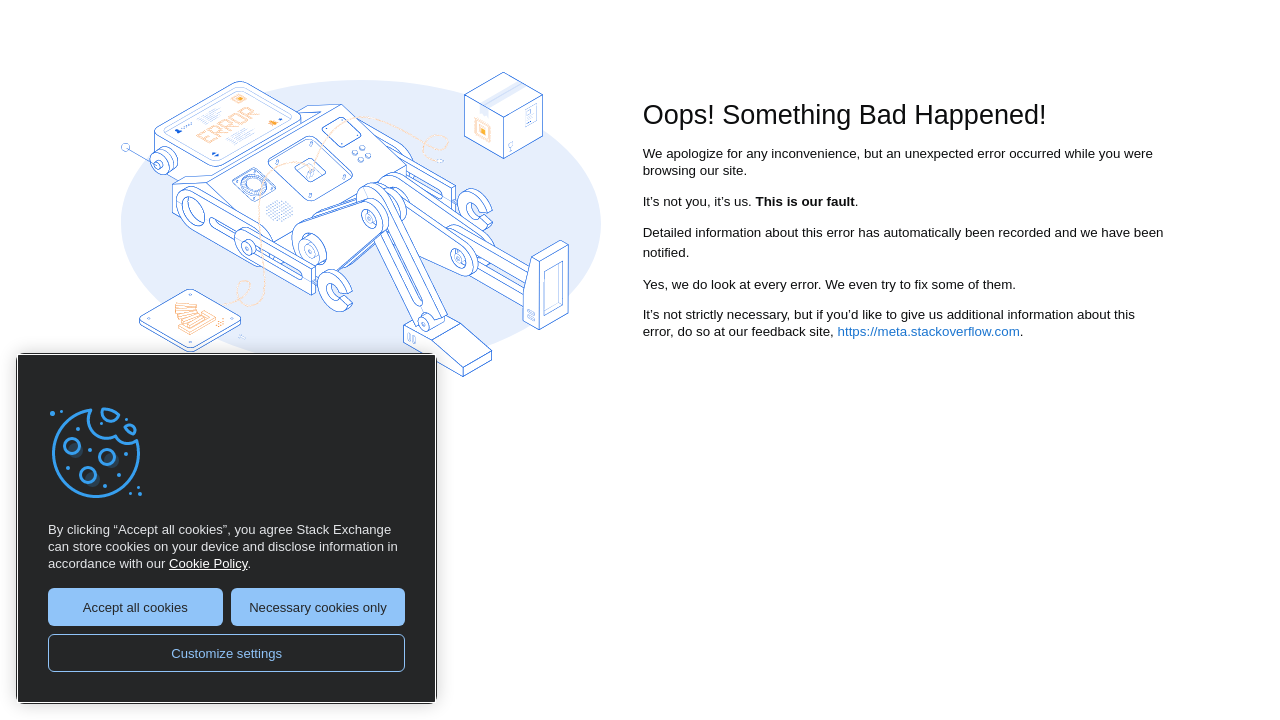 ERROR
Oops! Something Bad Happened!
We apologize for any inconvenience, but an unexpected error occurred while you were
browsing our site.
It’s not you, it’s us. This is our fault.
Detailed information about this error has automatically been recorded and we have been
notified.
Yes, we do look at every error. We even try to fix some of them.
It’s not strictly necessary, but if you’d like to give us additional information about this
error, do so at our feedback site, https://meta.stackoverflow.com.
By clicking “Accept all cookies”, you agree Stack Exchange
can store cookies on your device and disclose information in
accordance with our Cookie Policy.
Accept all cookies
Necessary cookies only
Customize settings